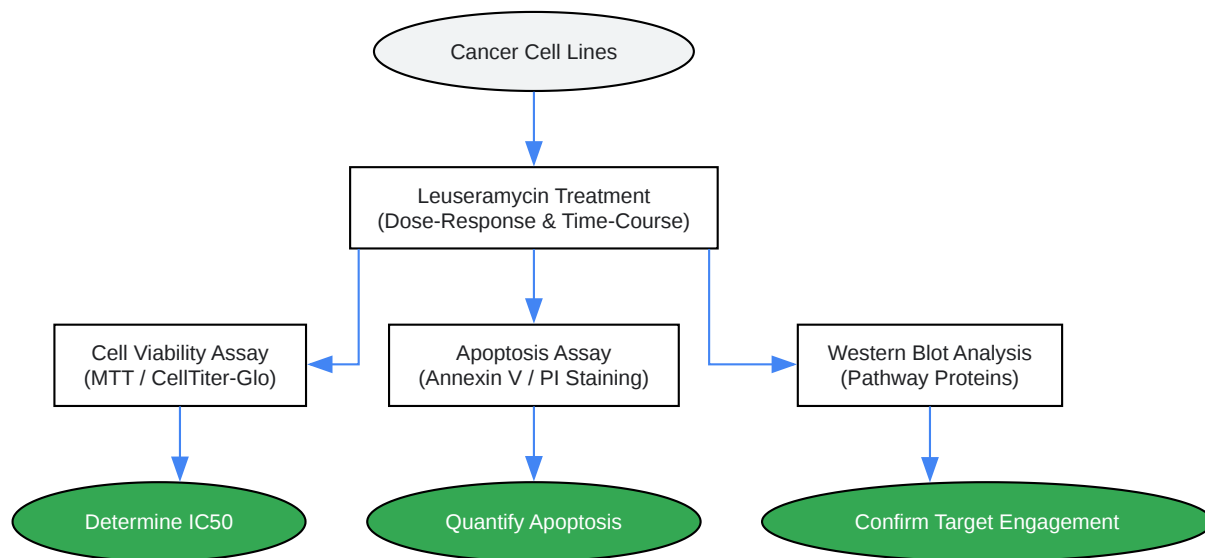 Cancer Cell Lines
Leuseramycin Treatment
(Dose-Response & Time-Course)
Cell Viability Assay
(MTT / CellTiter-Glo)
Apoptosis Assay
(Annexin V / PI Staining)
Western Blot Analysis
(Pathway Proteins)
Determine IC50
Quantify Apoptosis
Confirm Target Engagement